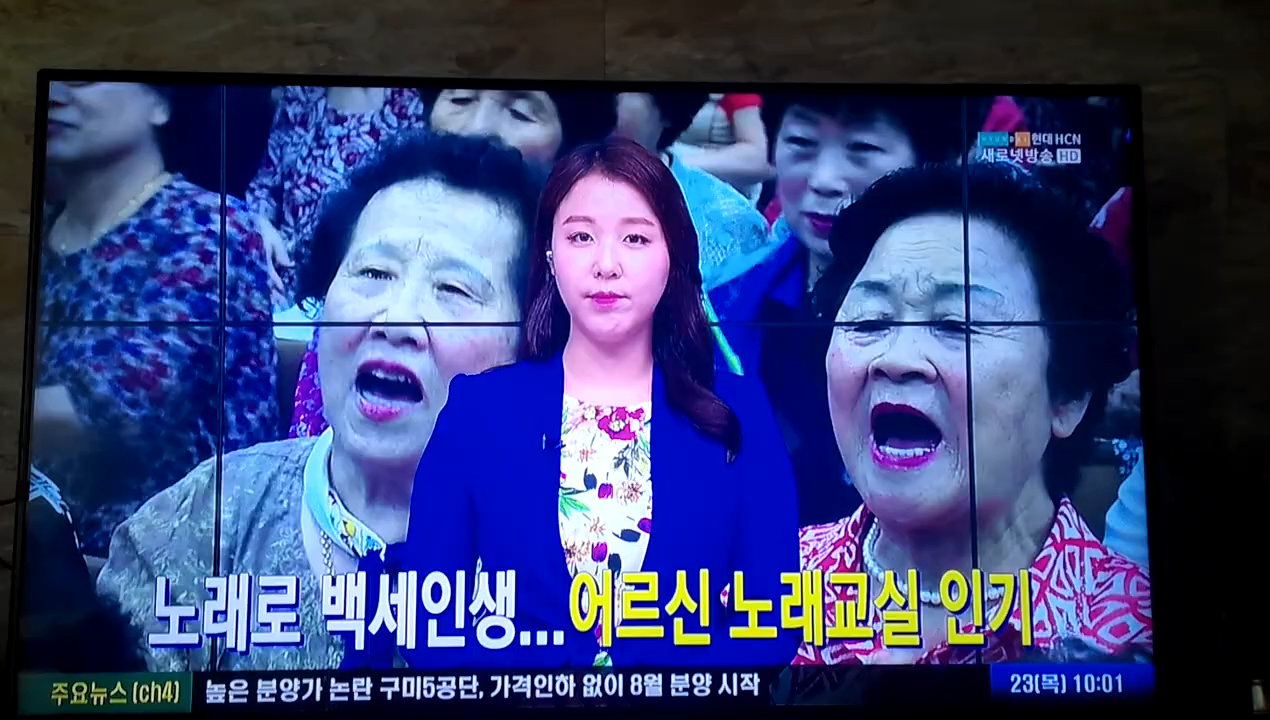 현대 HCN
새로넷방송 HD
노래로 백세인생...어르신 노래교실 인기
주요뉴스 (ch4) 높은 분양가 논란 구미5공단, 가격인하 없이 8월 분양 시작 23(목) 10:01